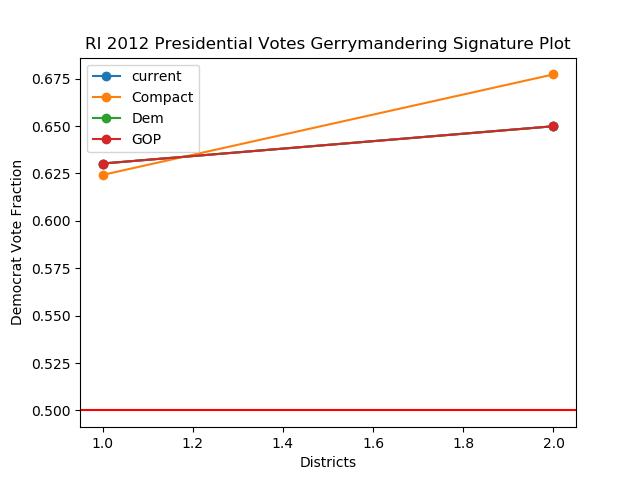 RI 2012 Presidential Votes Gerrymandering Signature Plot
current
Compact
Dem
GOP
Democrat Vote Fraction
0.675
0.650
0.625
0.600
0.575
0.550
0.525
0.500
1.0 1.2 1.4 1.6 1.8 2.0
Districts